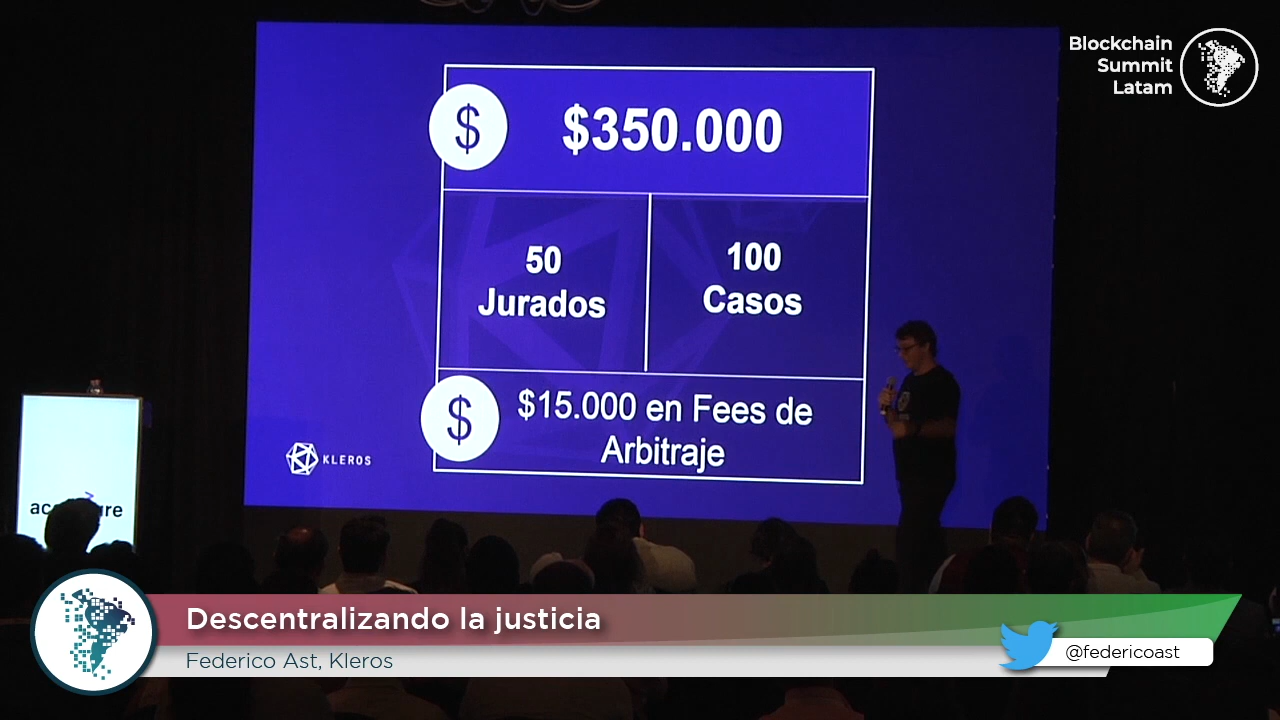 Blockchain
Summit
Latam
$
$350.000
50
Jurados
100
Casos
$
$15.000 en Fees de
Arbitraje
KLEROS
Descentralizando la justicia
Federico Ast, Kleros
@federicoast